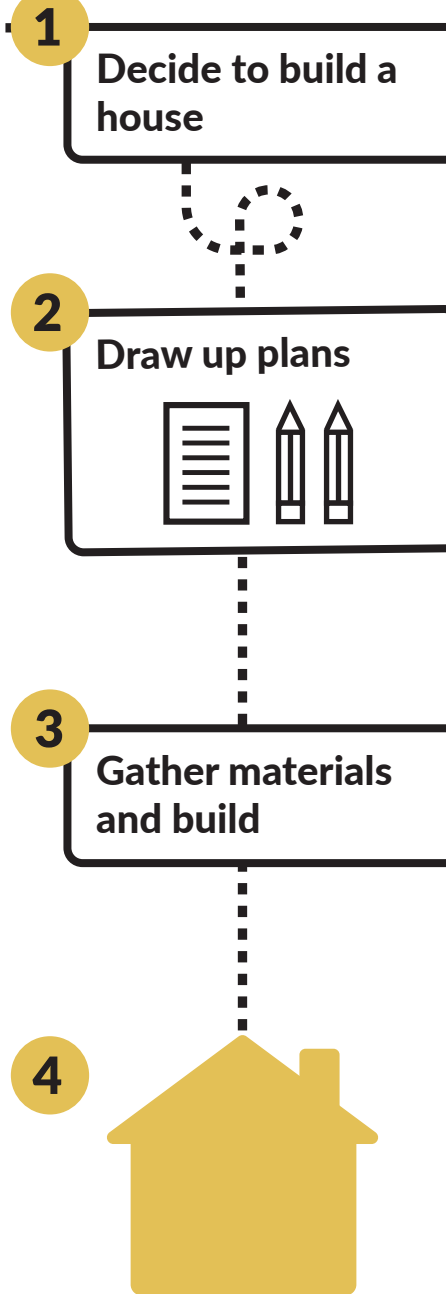 1
Decide to build a
house
2
Draw up plans
3
Gather materials
and build
4